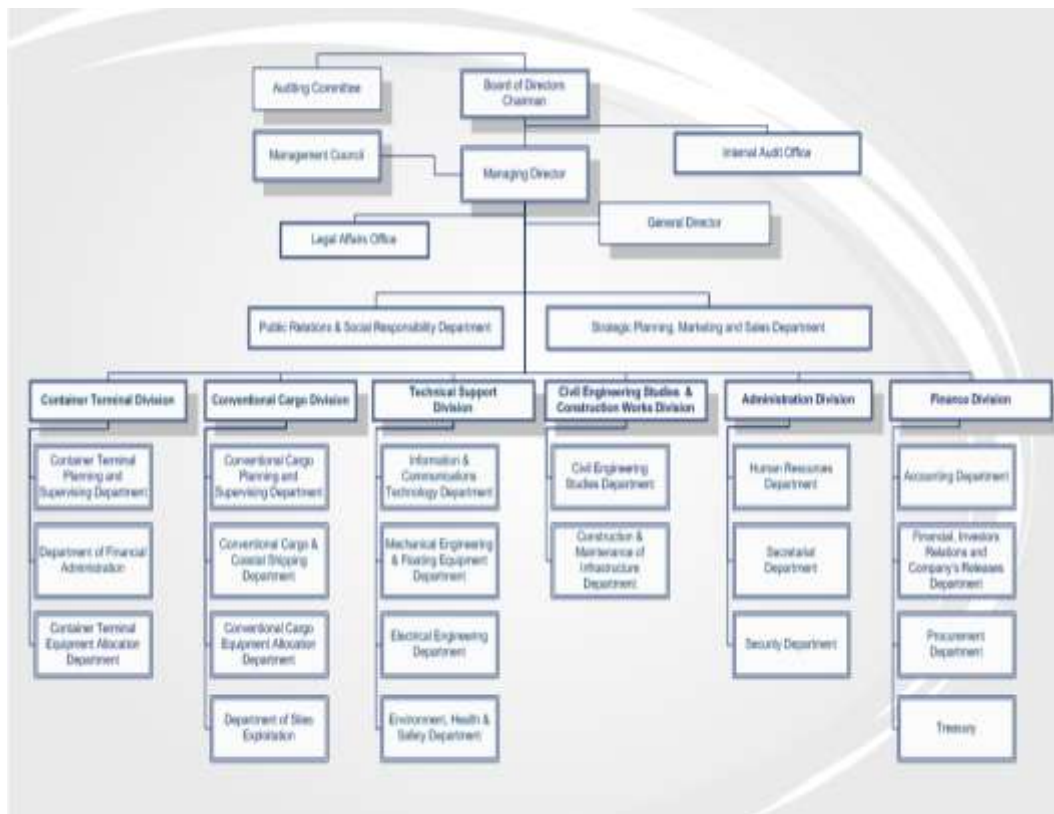 Auditing Committee
Board of Directors
Chairman
Management Council
Managing Director
Internal Audit Office
Legal Affairs Office
General Director
Public Relations & Social Responsibility Department
Strategic Planning, Marketing and Sales Department
Container Terminal Division
Conventional Cargo Division
Technical Support
Division
Civil Engineering Studies &
Construction Works Division
Administration Division
Finance Division
Container Terminal
Planning and
Supervising Department
Department of Financial
Administration
Container Terminal
Equipment Allocation
Department
Conventional Cargo
Planning and
Supervising Department
Conventional Cargo &
Coastal Shipping
Department
Conventional Cargo
Equipment Allocation
Department
Department of Silos
Exploitation
Information &
Communications
Technology Department
Mechanical Engineering
& Floating Equipment
Department
Electrical Engineering
Department
Environment, Health &
Safety Department
Civil Engineering
Studies Department
Construction &
Maintenance of
Infrastructure
Department
Human Resources
Department
Secretariat
Department
Security Department
Accounting Department
Financial, Investors
Relations and
Company's Releases
Department
Procurement
Department
Treasury